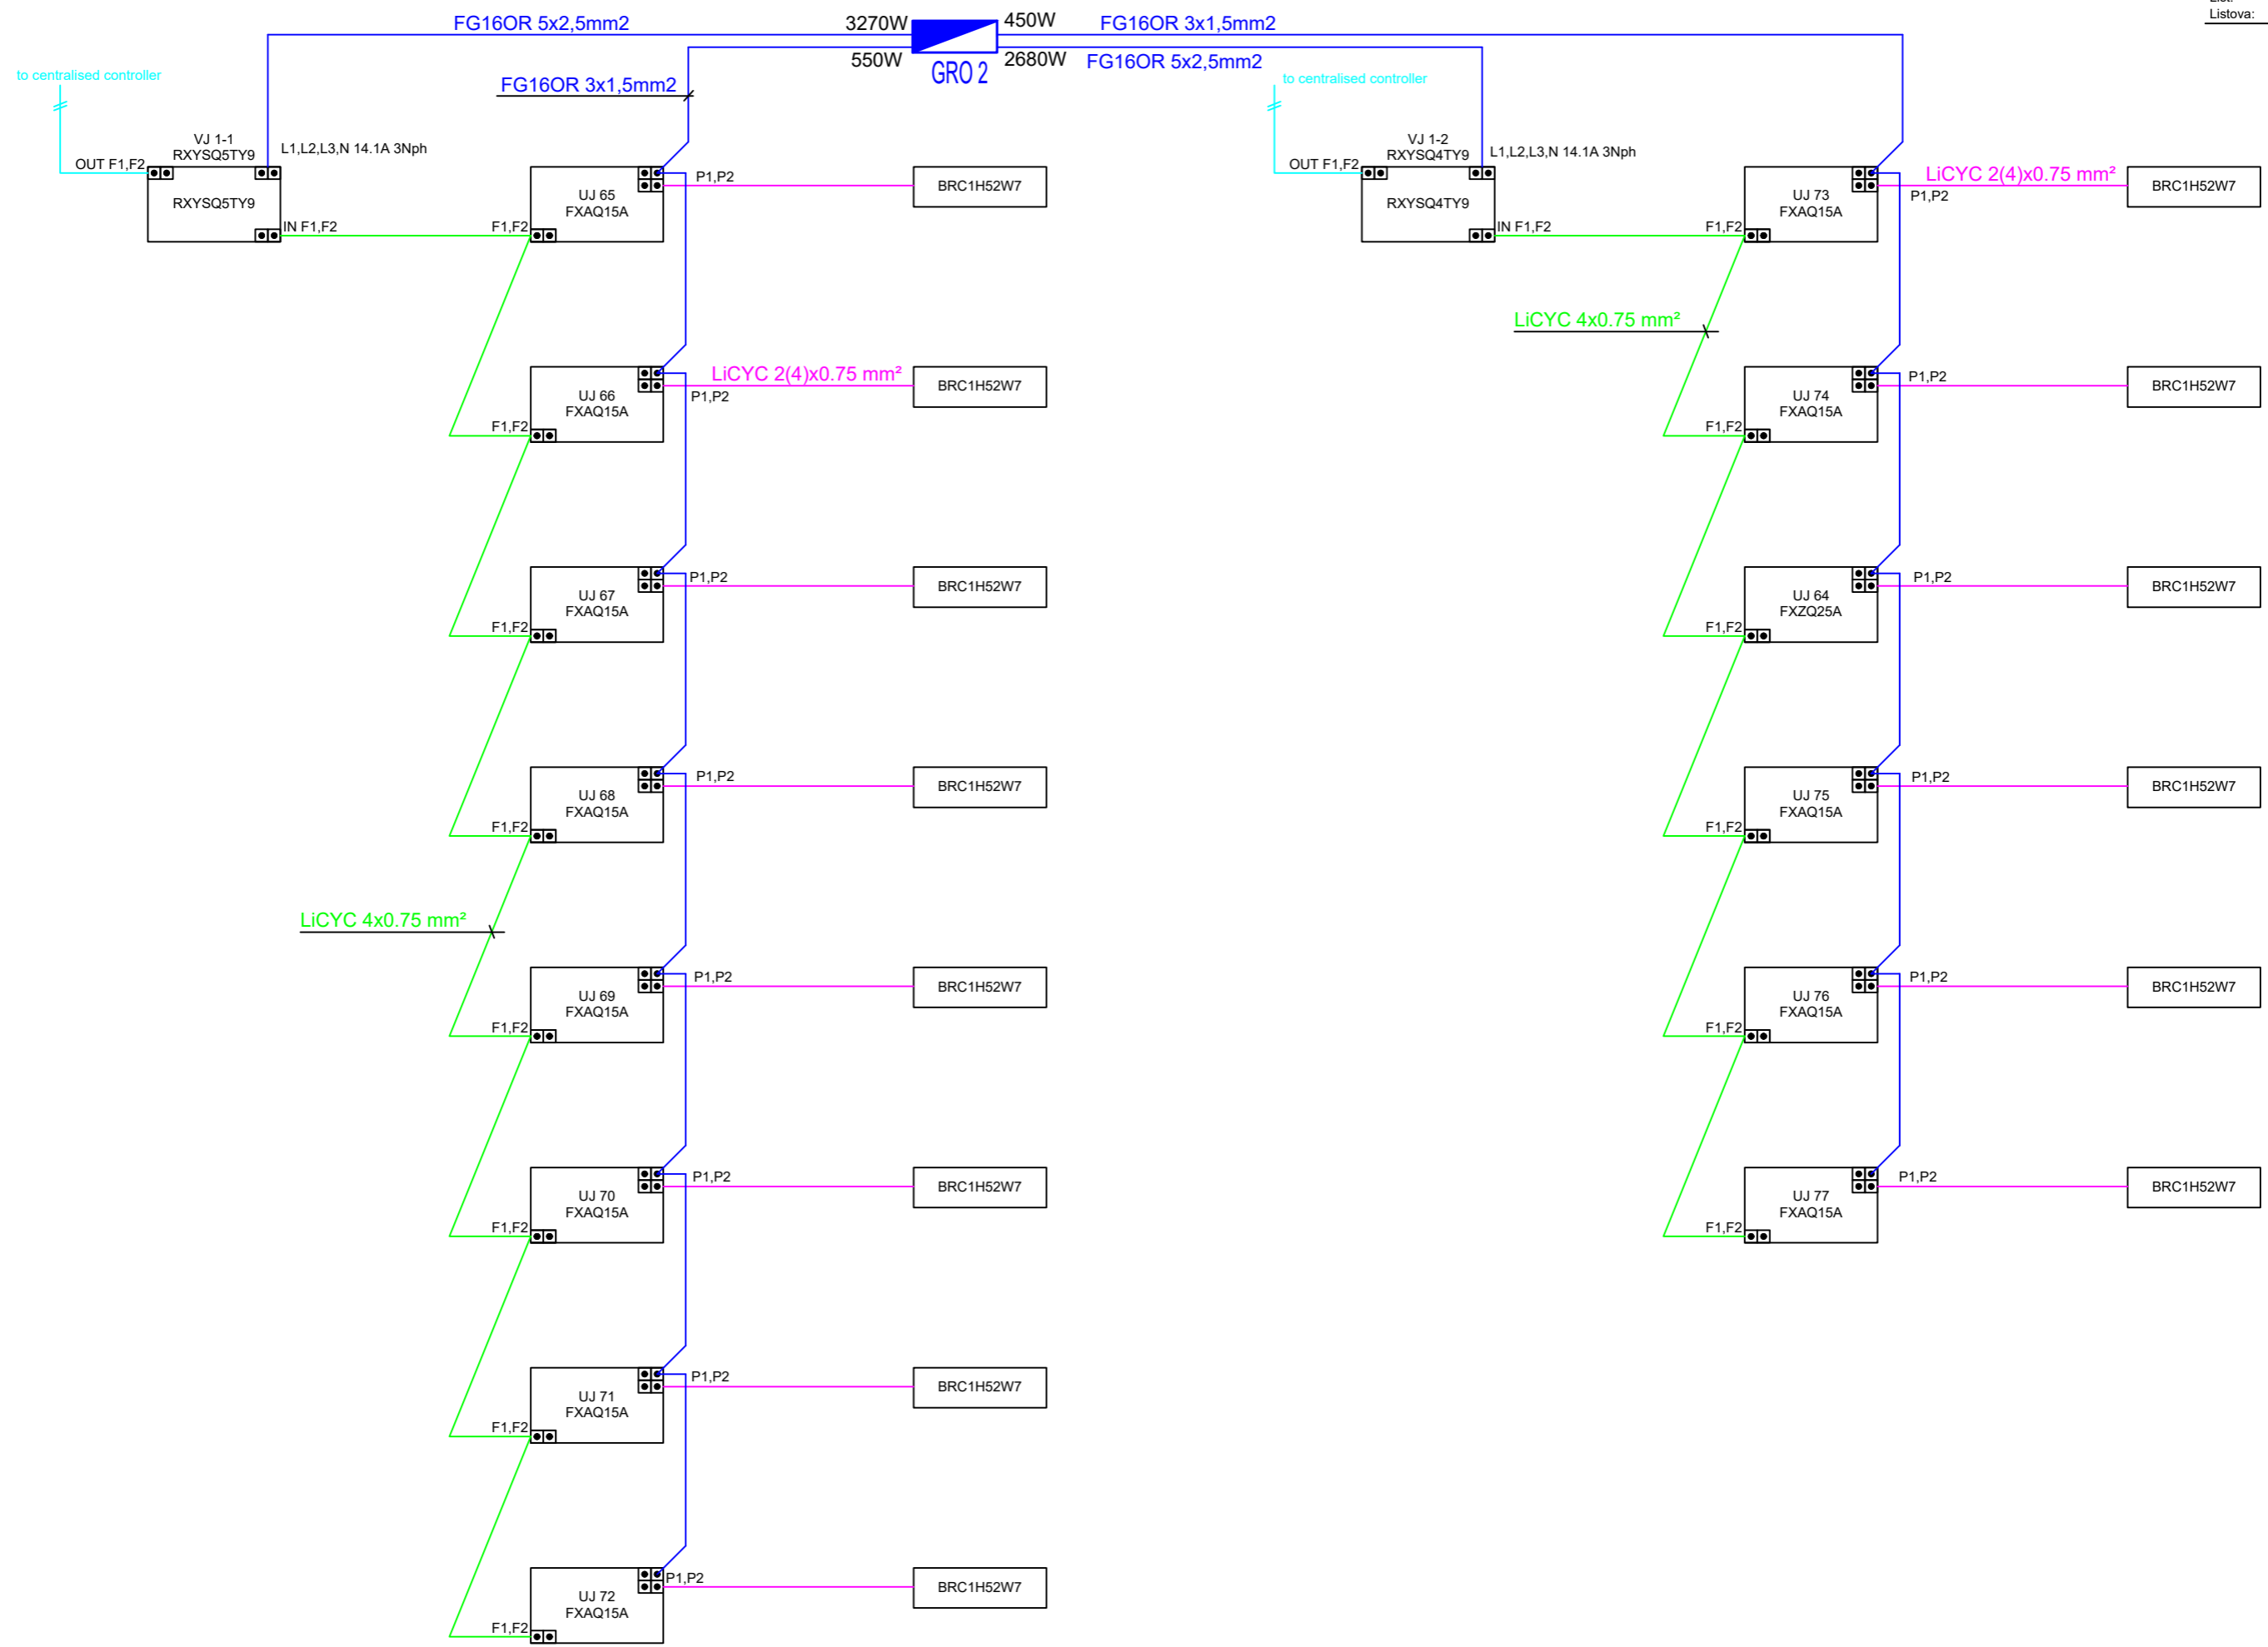 Listova:
FG16OR 5x2,5mm2
3270W
450W
FG16OR 3x1,5mm2
550W
GRO 2
2680W
FG16OR 5x2,5mm2
to centralised controller
FG16OR 3x1,5mm2
to centralised controller
VJ 1-1
RXYSQ5TY9
OUT F1,F2
L1,L2,L3,N 14.1A 3Nph
RXYSQ5TY9
IN F1,F2
F1,F2
UJ 65
FXAQ15A
P1,P2
BRC1H52W7
VJ 1-2
RXYSQ4TY9
OUT F1,F2
L1,L2,L3,N 14.1A 3Nph
RXYSQ4TY9
IN F1,F2
F1,F2
UJ 73
FXAQ15A
LiCYC 2(4)x0.75 mm²
P1,P2
BRC1H52W7
LiCYC 4x0.75 mm²
UJ 66
FXAQ15A
F1,F2
LiCYC 2(4)x0.75 mm²
P1,P2
BRC1H52W7
UJ 74
FXAQ15A
F1,F2
P1,P2
BRC1H52W7
UJ 67
FXAQ15A
F1,F2
P1,P2
BRC1H52W7
UJ 64
FXZQ25A
F1,F2
P1,P2
BRC1H52W7
UJ 68
FXAQ15A
F1,F2
P1,P2
BRC1H52W7
UJ 75
FXAQ15A
F1,F2
P1,P2
BRC1H52W7
LiCYC 4x0.75 mm²
UJ 69
FXAQ15A
F1,F2
P1,P2
BRC1H52W7
UJ 76
FXAQ15A
F1,F2
P1,P2
BRC1H52W7
UJ 70
FXAQ15A
F1,F2
P1,P2
BRC1H52W7
UJ 77
FXAQ15A
F1,F2
P1,P2
BRC1H52W7
UJ 71
FXAQ15A
F1,F2
P1,P2
BRC1H52W7
UJ 72
FXAQ15A
F1,F2
P1,P2
BRC1H52W7